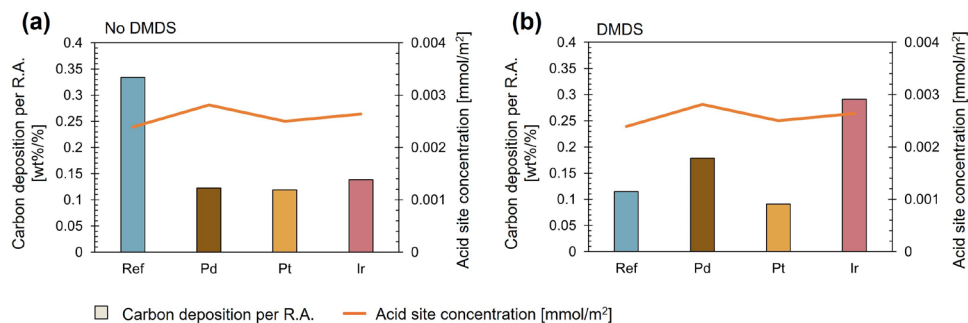 (a)
No DMDS
Carbon deposition per R.A.
[wt%/%]
0.4
0.35
0.3
0.25
0.2
0.15
0.1
0.05
0
Ref Pd Pt Ir
0.004
0.003
0.002
0.001
0
Acid site concentration [mmol/m²]
(b)
DMDS
Carbon deposition per R.A.
[wt%/%]
0.4
0.35
0.3
0.25
0.2
0.15
0.1
0.05
0
Ref Pd Pt Ir
0.004
0.003
0.002
0.001
0
Acid site concentration [mmol/m²]
Carbon deposition per R.A. Acid site concentration [mmol/m²]